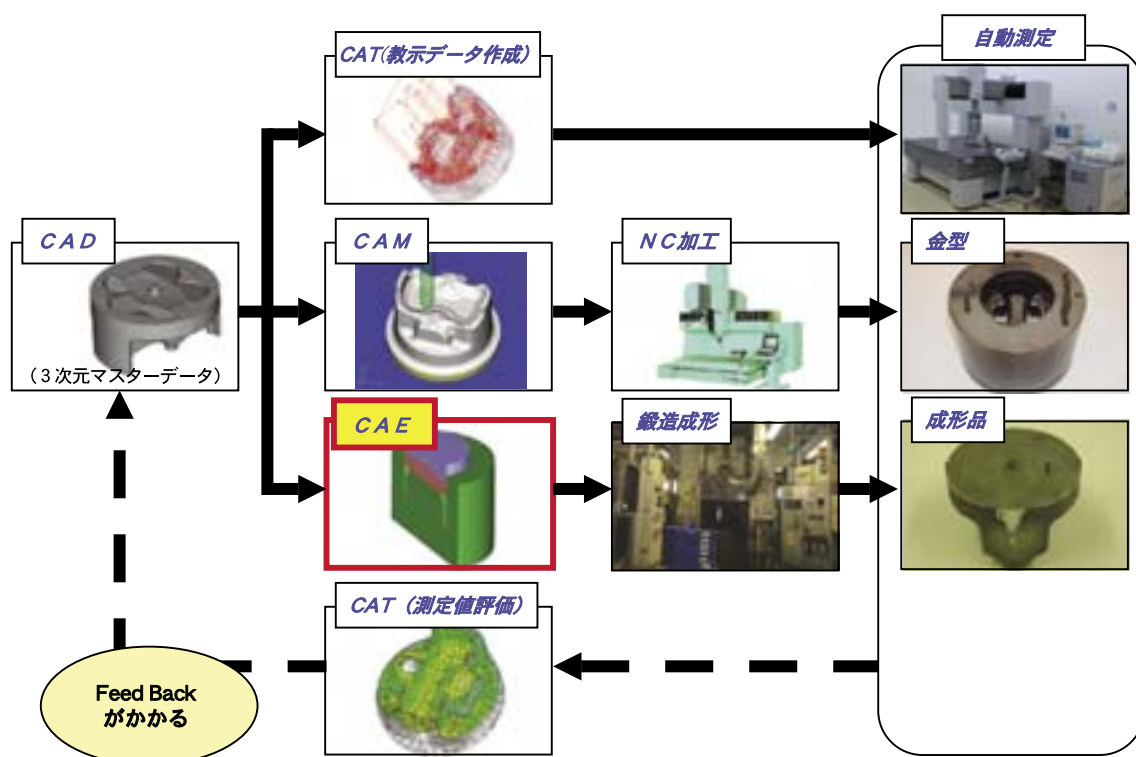 CAT(教示データ作成)
自動測定
CAD
(3次元マスターデータ)
CAM
NC加工
金型
CAE
鍛造成形
成形品
CAT (測定値評価)
Feed Back
がかかる